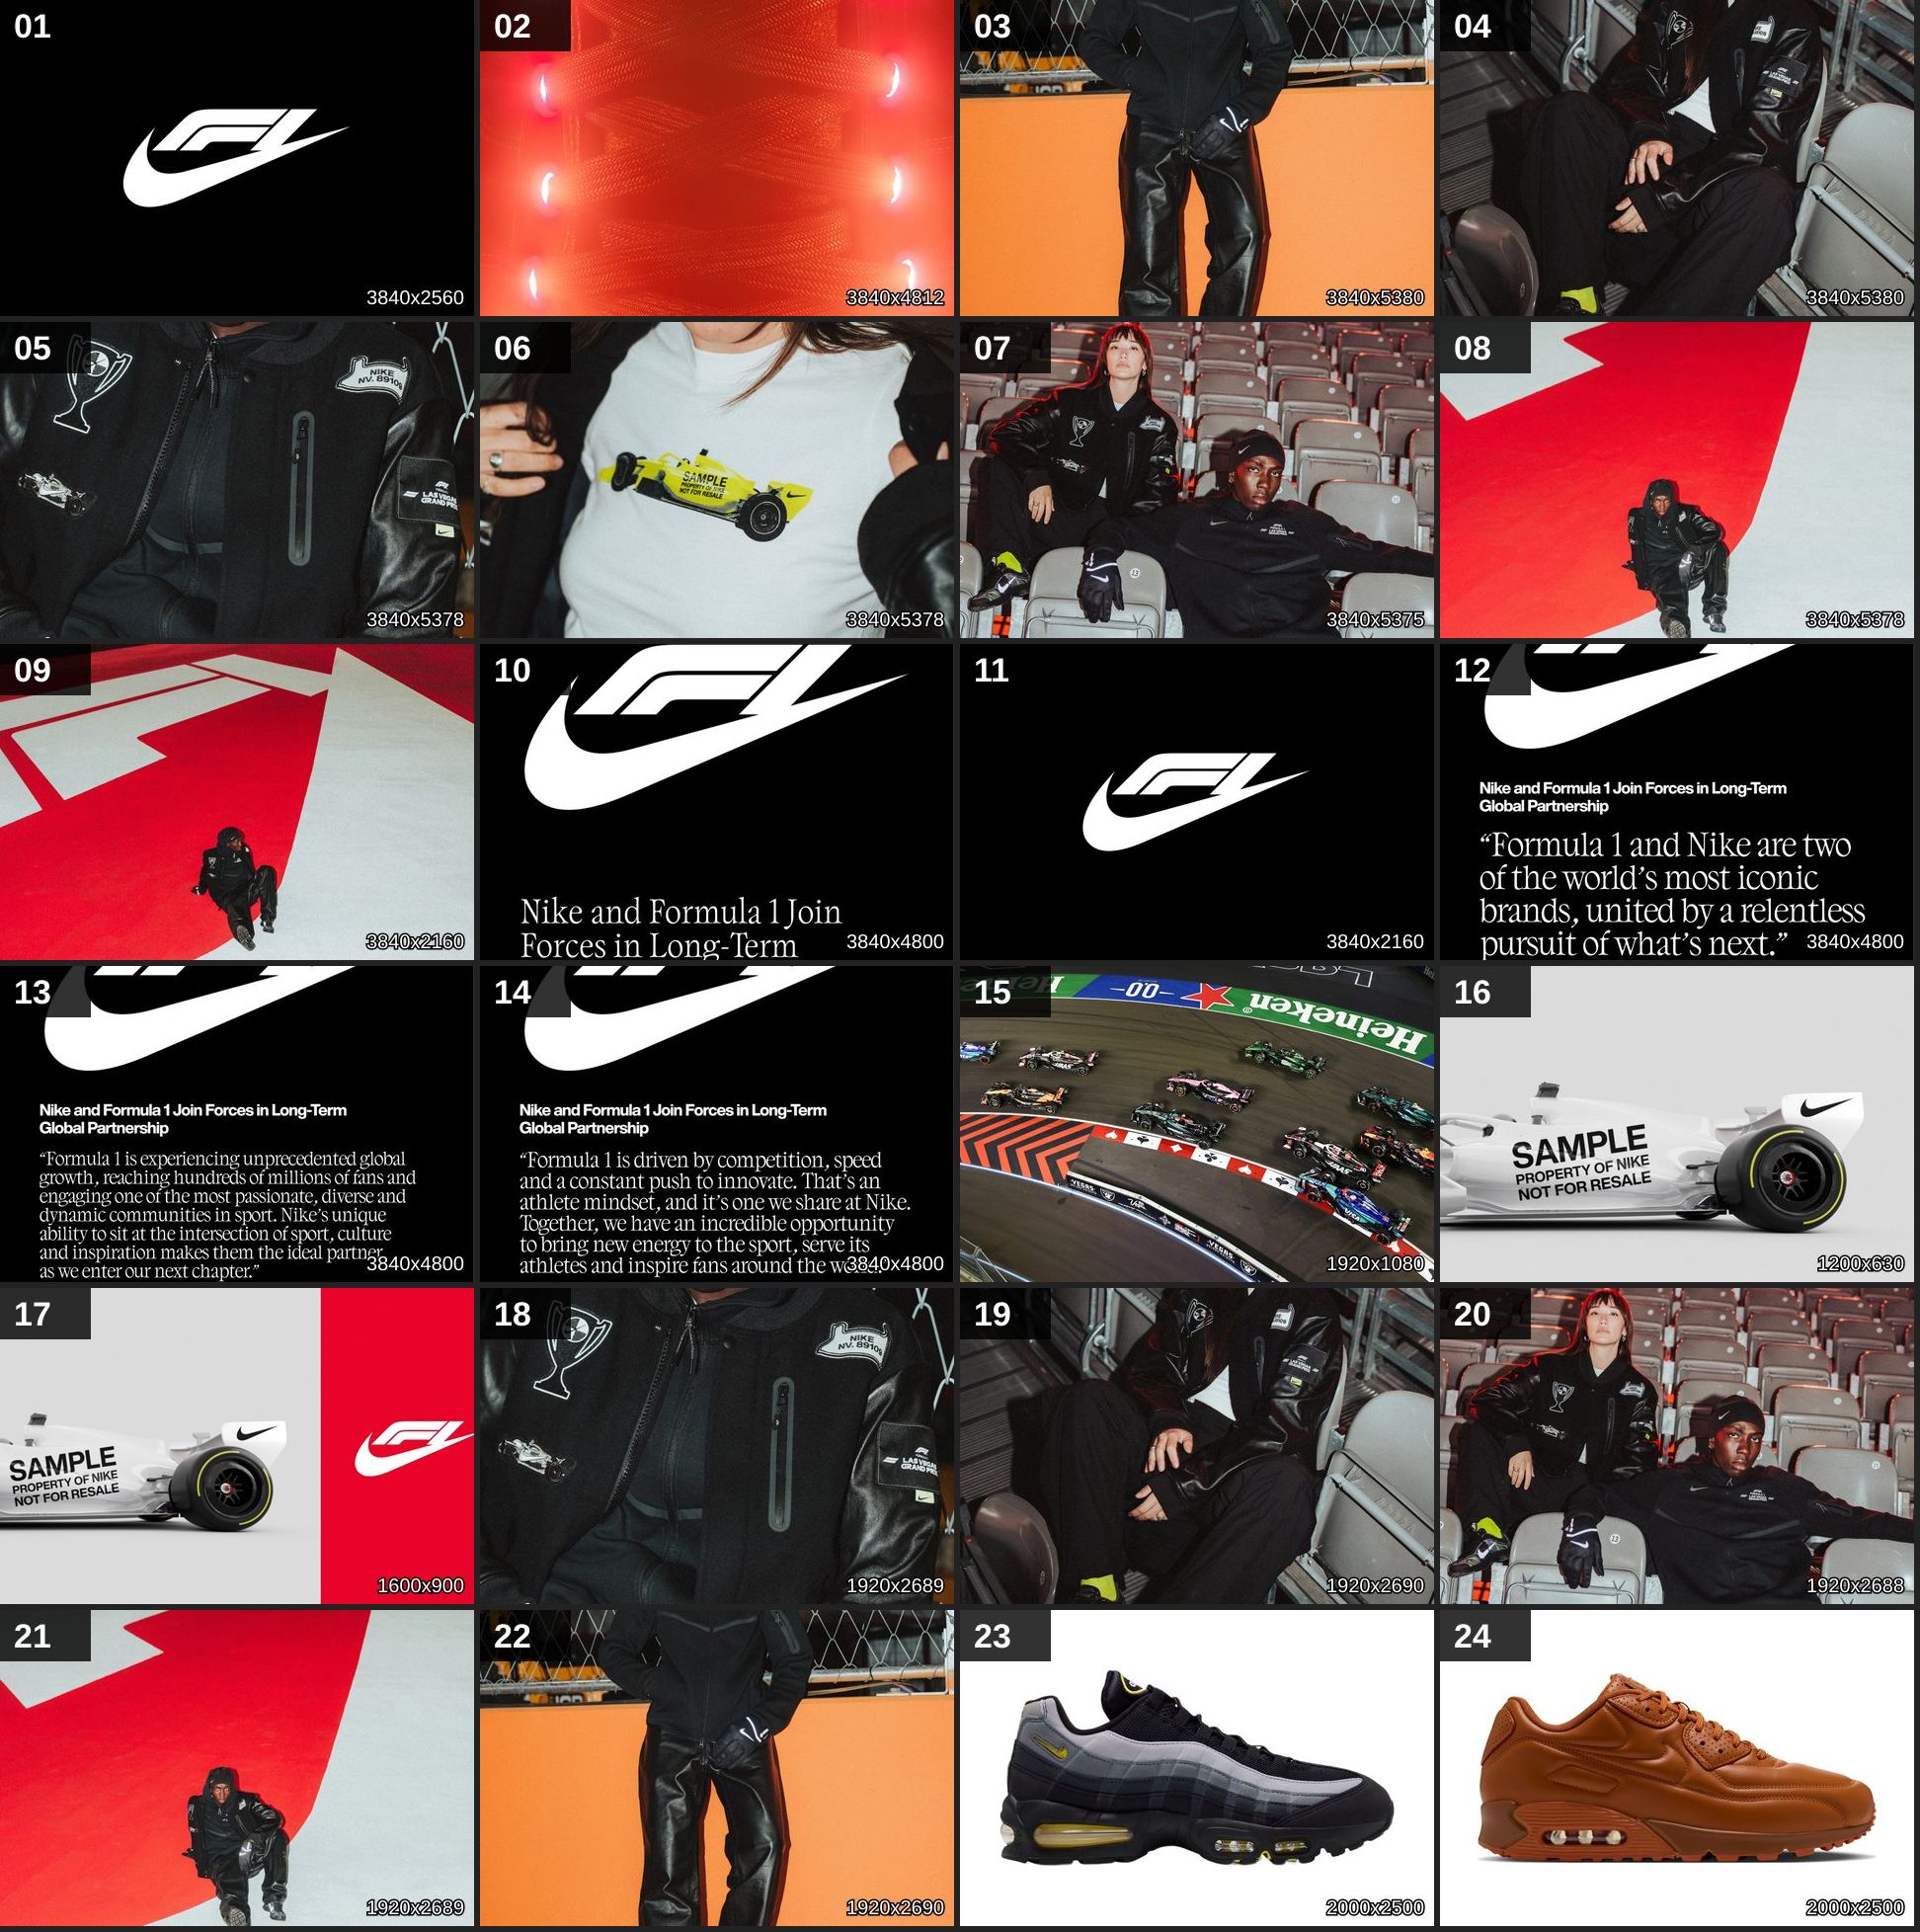 01
3840x2560
02
3840x4812
03
3840x5380
04
3840x5380
05
NIKE
NV. 89109
LAS VEGAS
GRAND PRIX
3840x5378
06
SAMPLE
PROPERTY OF NIKE
NOT FOR RESALE
3840x5378
07
3840x5375
08
3840x5378
09
3840x2160
10
F1
Nike and Formula 1 Join
Forces in Long-Term
3840x4800
11
3840x2160
12
Nike and Formula 1 Join Forces in Long-Term
Global Partnership
“Formula 1 and Nike are two
of the world’s most iconic
brands, united by a relentless
pursuit of what’s next.”
3840x4800
13
Nike and Formula 1 Join Forces in Long-Term
Global Partnership
“Formula 1 is experiencing unprecedented global
growth, reaching hundreds of millions of fans and
engaging one of the most passionate, diverse and
dynamic communities in sport. Nike’s unique
ability to sit at the intersection of sport, culture
and inspiration makes them the ideal partner
as we enter our next chapter.”
3840x4800
14
Nike and Formula 1 Join Forces in Long-Term
Global Partnership
“Formula 1 is driven by competition, speed
and a constant push to innovate. That’s an
athlete mindset, and it’s one we share at Nike.
Together, we have an incredible opportunity
to bring new energy to the sport, serve its
athletes and inspire fans around the
3840x4800
15
Heineken
1920x1080
16
SAMPLE
PROPERTY OF NIKE
NOT FOR RESALE
1200x630
17
SAMPLE
PROPERTY OF NIKE
NOT FOR RESALE
1600x900
18
NIKE
NV. 89109
LAS VEGAS
GRAND PRIX
1920x2689
19
1920x2690
20
1920x2688
21
1920x2689
22
1920x2690
23
2000x2500
24
2000x2500